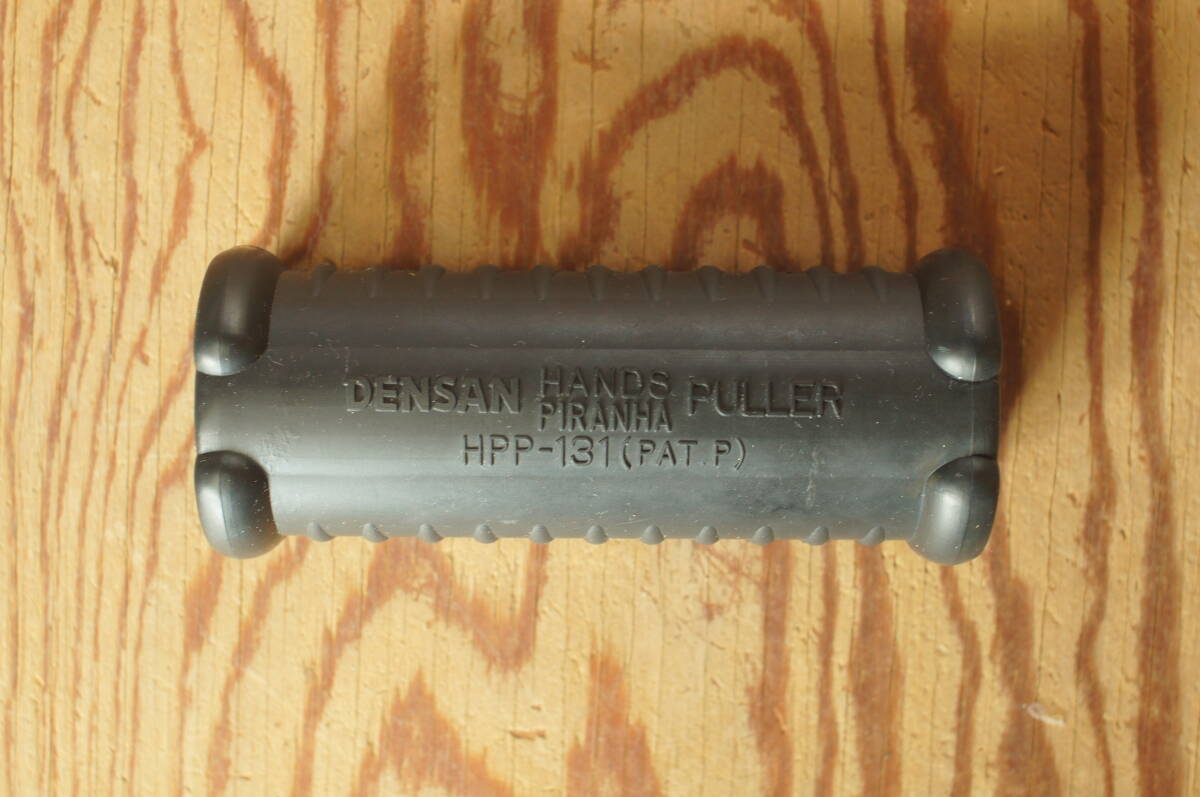 DENSAN HANDS PIRANHA PULLER
HPP-131 (PAT.P)